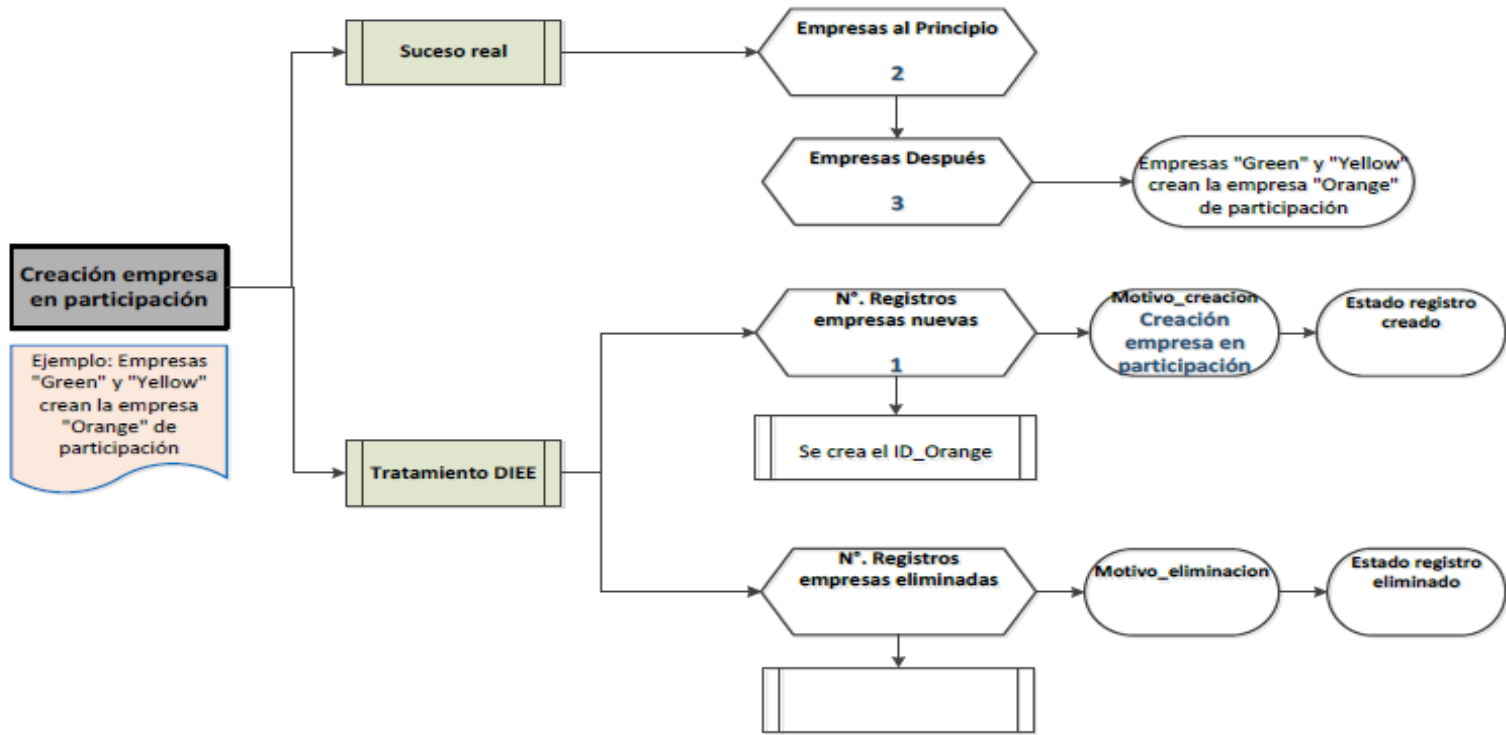 Suceso real
Empresas al Principio
2
Empresas Después
3
Empresas "Green" y "Yellow"
crean la empresa "Orange"
de participación
Creación empresa
en participación
Ejemplo: Empresas
"Green" y "Yellow"
crean la empresa
"Orange" de
participación
Tratamiento DIEE
N°. Registros
empresas nuevas
1
Motivo_creacion
Creación
empresa en
participación
Estado registro
creado
Se crea el ID_Orange
N°. Registros
empresas eliminadas
Motivo_eliminacion
Estado registro
eliminado